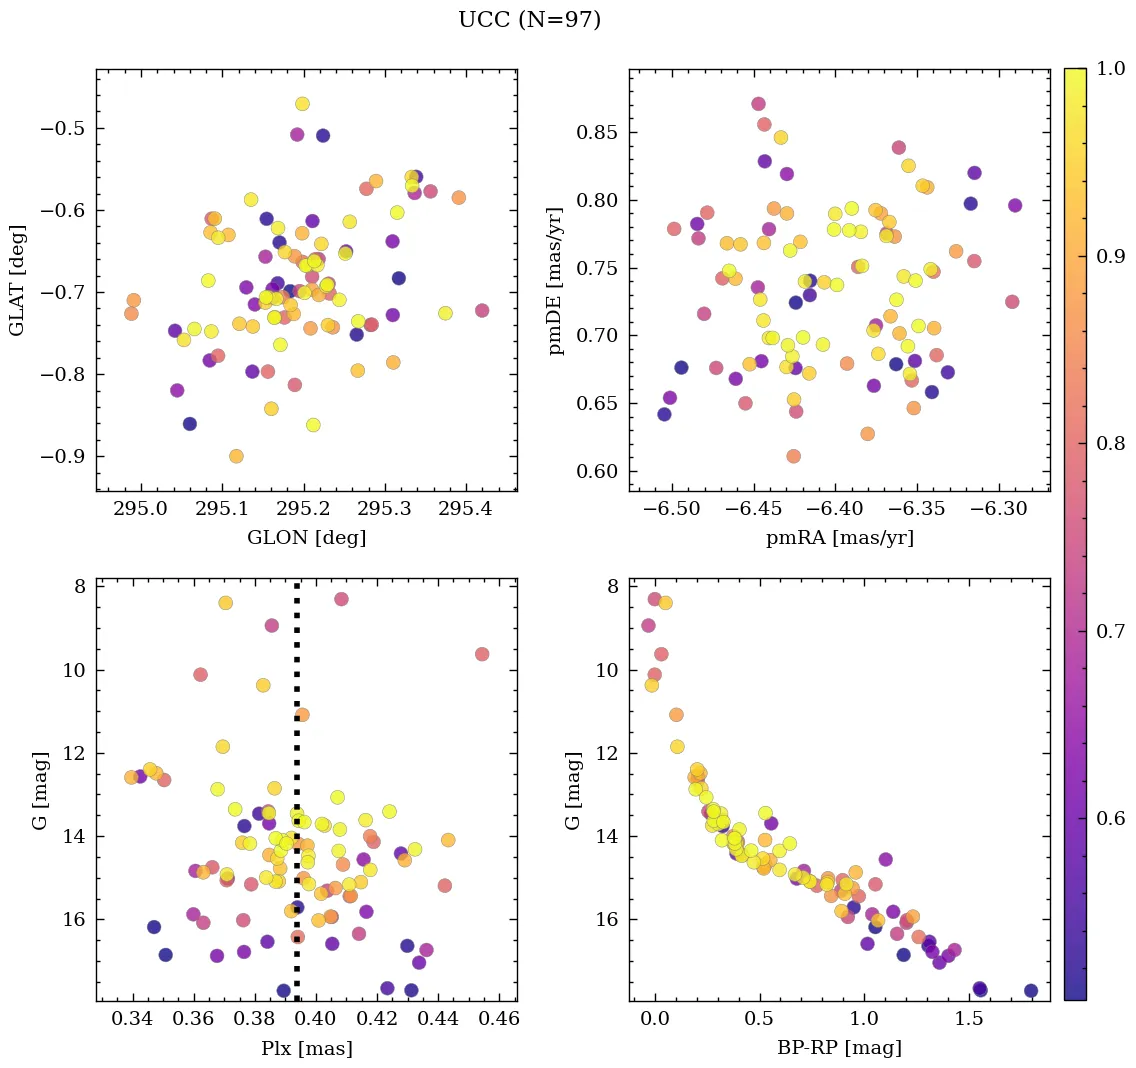 UCC (N=97)
−0.5
−0.6
−0.7
−0.8
−0.9
GLAT [deg]
295.0 295.1 295.2 295.3 295.4
GLON [deg]
0.85
0.80
0.75
0.70
0.65
0.60
pmDE [mas/yr]
−6.50 −6.45 −6.40 −6.35 −6.30
pmRA [mas/yr]
8
10
12
14
16
G [mag]
0.34 0.36 0.38 0.40 0.42 0.44 0.46
Plx [mas]
8
10
12
14
16
G [mag]
0.0 0.5 1.0 1.5
BP-RP [mag]
1.0
0.9
0.8
0.7
0.6